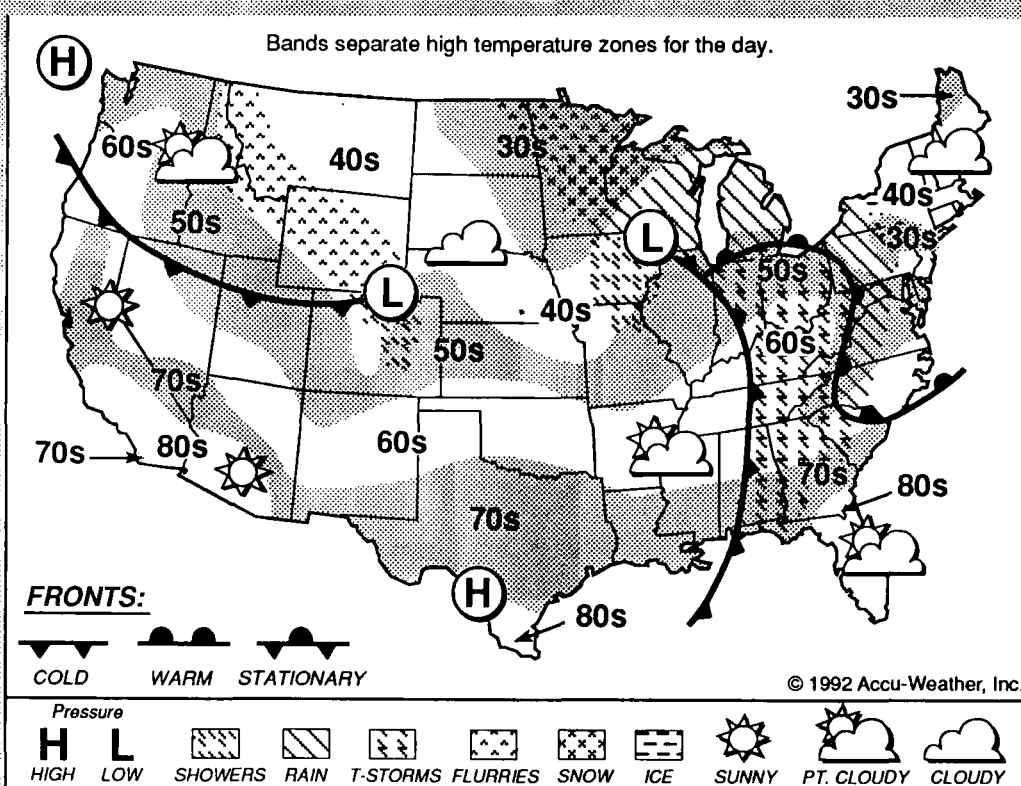 Bands separate high temperature zones for the day.
H
30s
60s
40s
30s
40s
50s
30s
L
L
50s
40s
50s
60s
70s
70s
80s
60s
70s
70s
80s
H
80s
FRONTS:
COLD WARM STATIONARY
© 1992 Accu-Weather, Inc.
Pressure
H L
HIGH LOW SHOWERS RAIN T-STORMS FLURRIES SNOW ICE SUNNY PT. CLOUDY CLOUDY